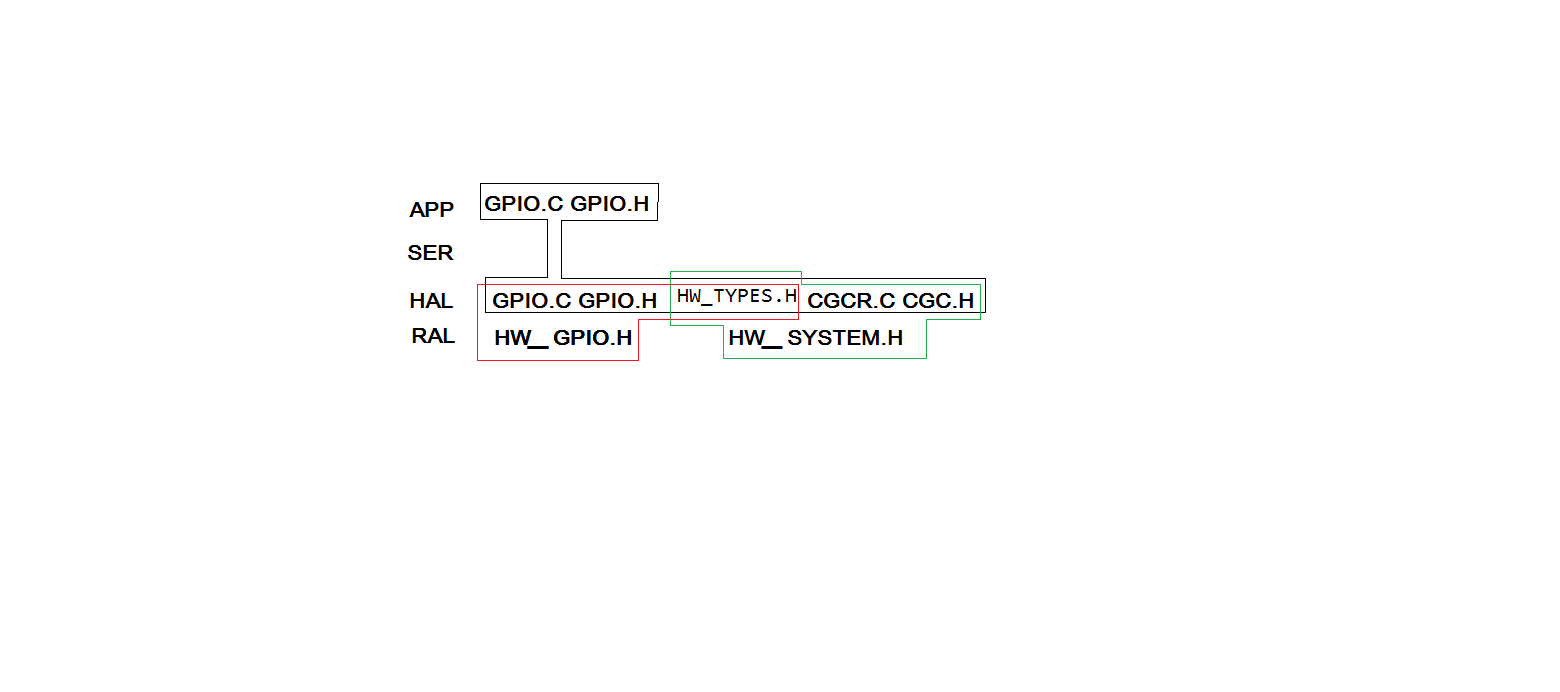 APP GPIO.C GPIO.H
SER
HAL GPIO.C GPIO.H HW_TYPES.H CGCR.C CGC.H
RAL HW_ GPIO.H HW_ SYSTEM.H